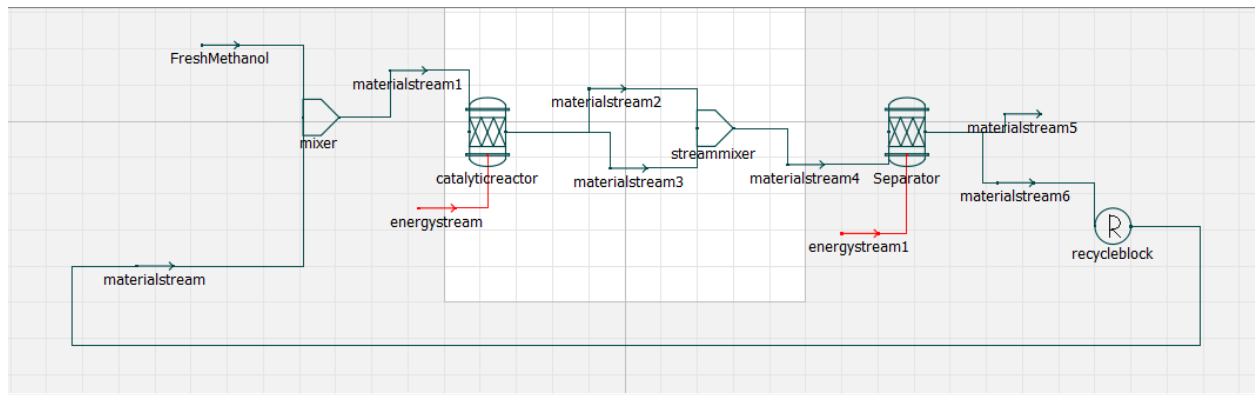 FreshMethanol
materialstream1
mixer
catalyticreactor
energystream
materialstream2
materialstream3
streammixer
materialstream4
Separator
energystream1
materialstream5
materialstream6
R
recycleblock
materialstream